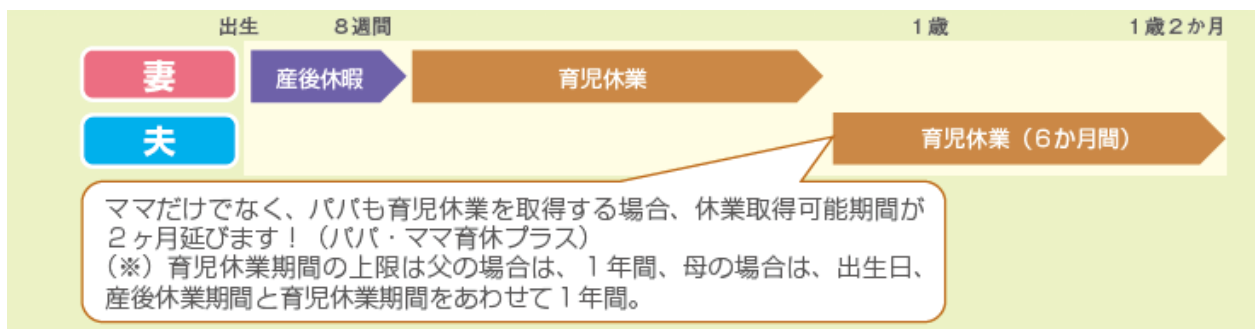 出生 8週間 1歳 1歳2か月
妻 産後休暇 育児休業
夫 育児休業(6か月間)
ママだけでなく、パパも育児休業を取得する場合、休業取得可能期間が
2ヶ月延びます!(パパ・ママ育休プラス)
(※)育児休業期間の上限は父の場合は、1年間、母の場合は、出生日、
産後休業期間と育児休業期間をあわせて1年間。